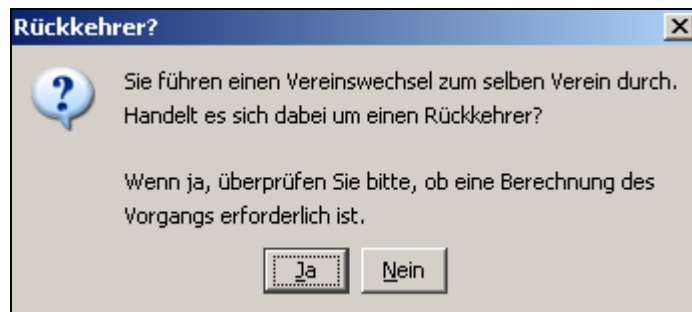 Rückkehrer?
Sie führen einen Vereinswechsel zum selben Verein durch.
Handelt es sich dabei um einen Rückkehrer?
Wenn ja, überprüfen Sie bitte, ob eine Berechnung des
Vorgangs erforderlich ist.
Ja Nein